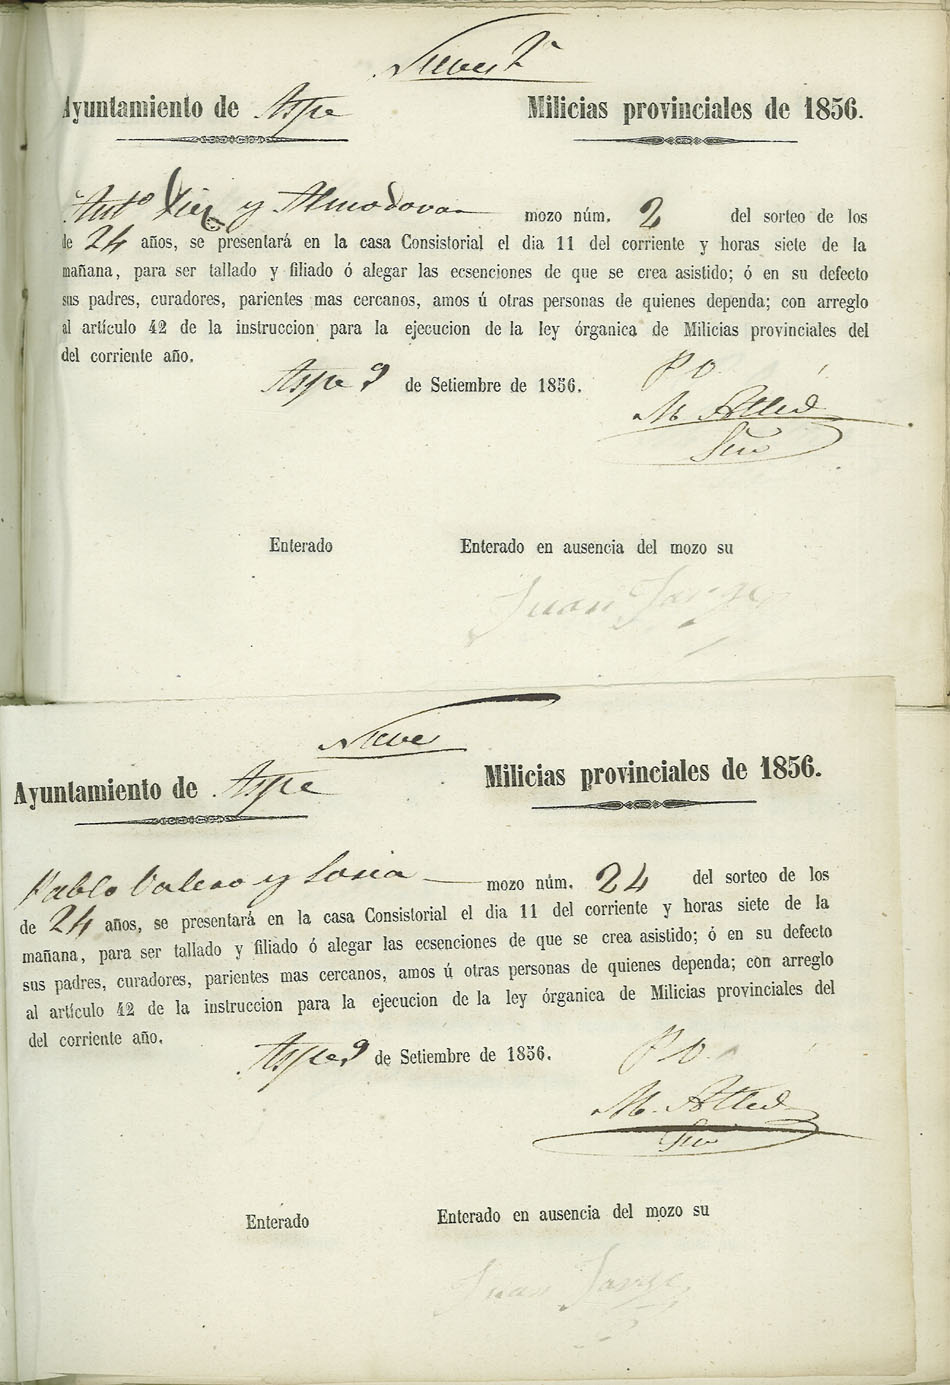 Ayuntamiento de Aspe
Milicias provinciales de 1856.
Antº Diez y Almodovar mozo núm. 2 del sorteo de los
de 24 años, se presentará en la casa Consistorial el dia 11 del corriente y horas siete de la
mañana, para ser tallado y filiado ó alegar las ecsenciones de que se crea asistido; ó en su defecto
sus padres, curadores, parientes mas cercanos, amos ú otras personas de quienes dependa; con arreglo
al artículo 42 de la instruccion para la ejecucion de la ley órganica de Milicias provinciales del
del corriente año.
Aspe 9 de Setiembre de 1856.
P. O.
Enterado
Enterado en ausencia del mozo su
Juan
Nieve
Ayuntamiento de Aspe
Milicias provinciales de 1856.
Pablo Valero y Soria mozo núm. 24 del sorteo de los
de 24 años, se presentará en la casa Consistorial el dia 11 del corriente y horas siete de la
mañana, para ser tallado y filiado ó alegar las ecsenciones de que se crea asistido; ó en su defecto
sus padres, curadores, parientes mas cercanos, amos ú otras personas de quienes dependa; con arreglo
al artículo 42 de la instruccion para la ejecucion de la ley órganica de Milicias provinciales del
del corriente año.
Aspe 9 de Setiembre de 1856.
P. O.
Enterado
Enterado en ausencia del mozo su
Juan